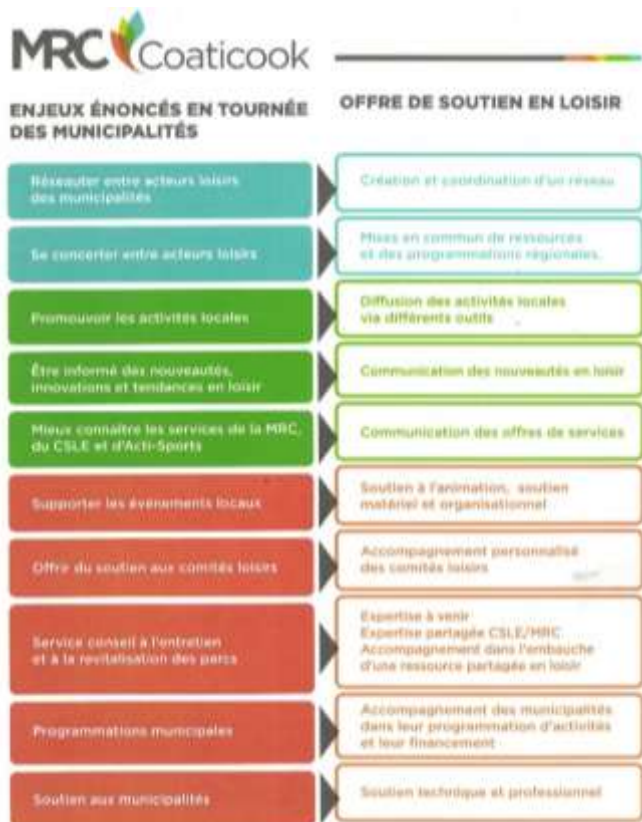 MRC Coaticook
ENJEUX ÉNONCÉS EN TOURNÉE
DES MUNICIPALITÉS
OFFRE DE SOUTIEN EN LOISIR
Réseauter entre acteurs loisirs
des municipalités
Création et coordination d'un réseau
Se concerter entre acteurs loisirs
Mises en commun de ressources
et des programmations régionales.
Promouvoir les activités locales
Diffusion des activités locales
via différents outils
Être informé des nouveautés,
innovations et tendances en loisir
Communication des nouveautés en loisir
Mieux connaître les services de la MRC,
du CSLE et d'Acti-Sports
Communication des offres de services
Supporter les événements locaux
Soutien à l'animation, soutien
matériel et organisationnel
Offrir du soutien aux comités loisirs
Accompagnement personnalisé
des comités loisirs
Service conseil à l'entretien
et à la revitalisation des parcs
Expertise à venir
Expertise partagée CSLE/MRC
Accompagnement dans l'embauche
d'une ressource partagée en loisir
Programmations municipales
Accompagnement des municipalités
dans leur programmation d'activités
et leur financement
Soutien aux municipalités
Soutien technique et professionnel